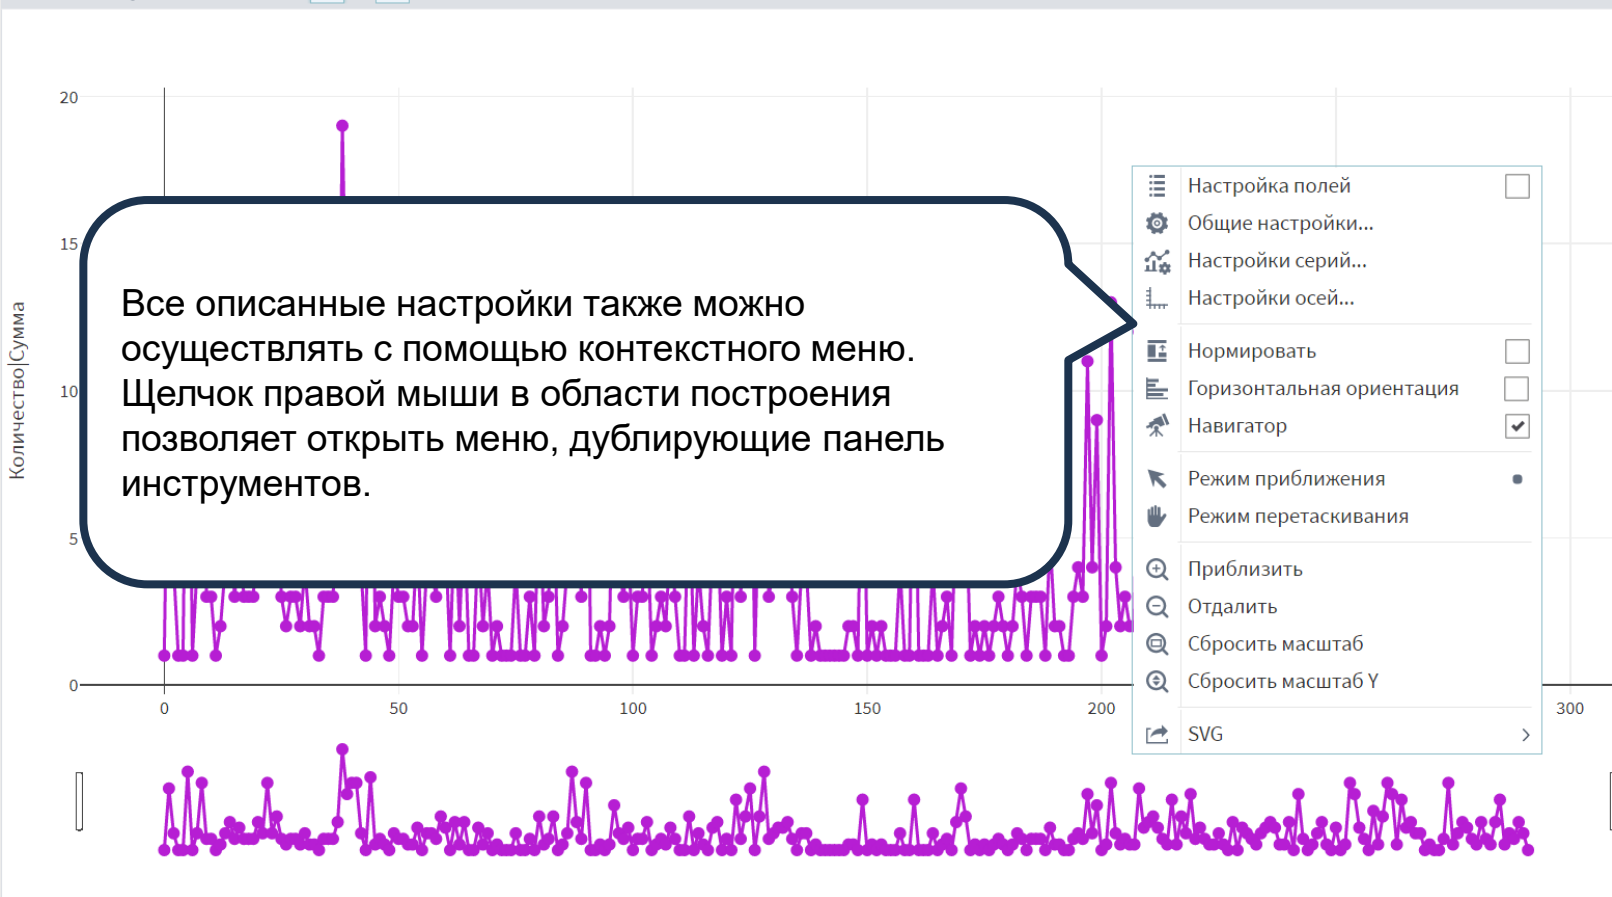 20
15
10
5
0
Количество|Сумма
Все описанные настройки также можно
осуществлять с помощью контекстного меню.
Щелчок правой мыши в области построения
позволяет открыть меню, дублирующие панель
инструментов.
Настройка полей
Общие настройки...
Настройки серий...
Настройки осей...
Нормировать
Горизонтальная ориентация
Навигатор
Режим приближения
Режим перетаскивания
Приблизить
Отдалить
Сбросить масштаб
Сбросить масштаб Y
SVG
0 50 100 150 200 300